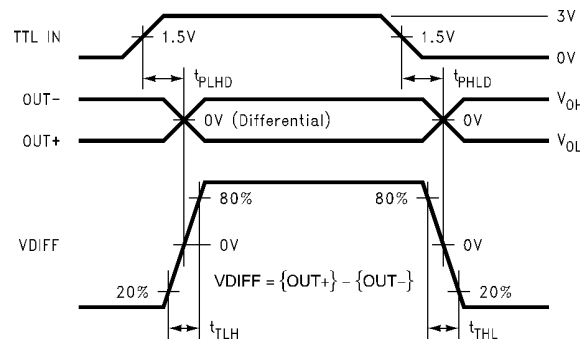 3V
TTL IN
1.5V
1.5V
0V
tPLHD
tPHLD
OUT-
VOH
0V (Differential)
0V
OUT+
VOL
80%
80%
VDIFF
0V
0V
20%
VDIFF = {OUT+} - {OUT-}
20%
tTLH
tTHL